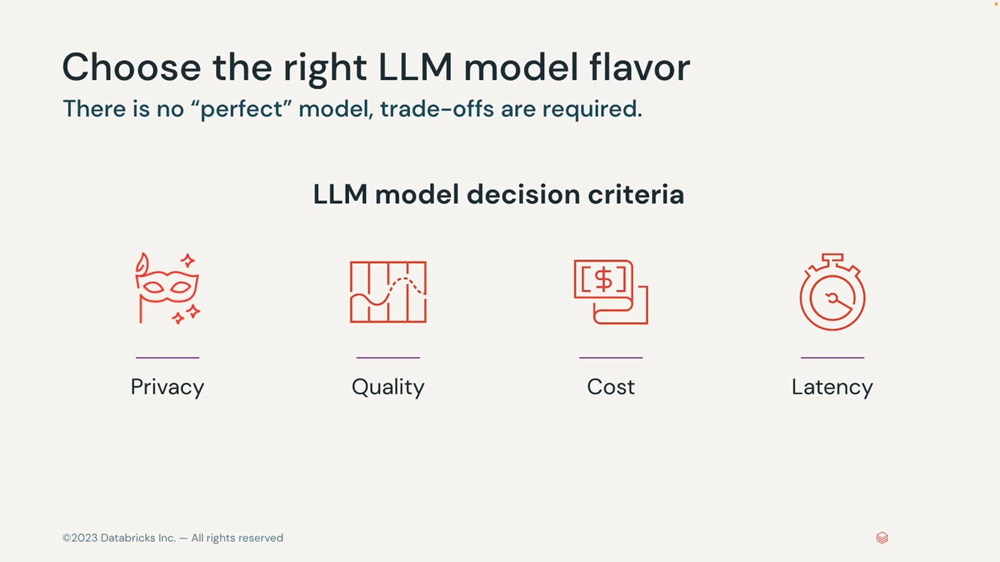 Choose the right LLM model flavor
There is no “perfect” model, trade-offs are required.
LLM model decision criteria
[$]
Privacy
Quality
Cost
Latency
©2023 Databricks Inc. — All rights reserved